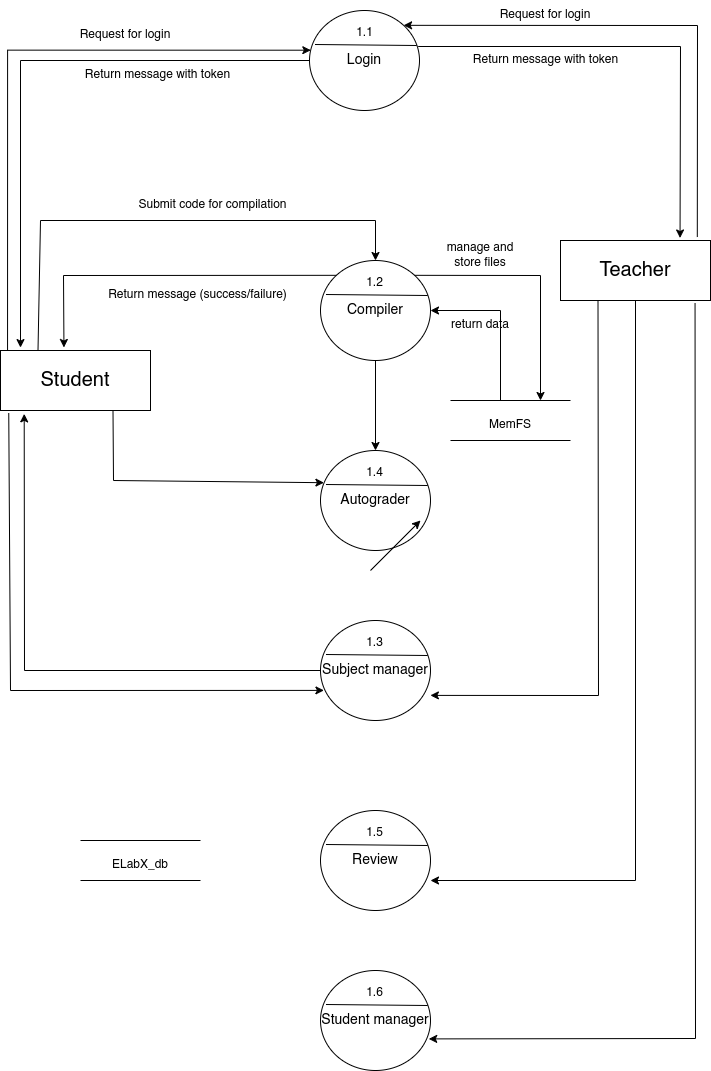 Request for login
1.1
Request for login
Login
Return message with token
Return message with token
Submit code for compilation
manage and
store files
Teacher
1.2
Return message (success/failure)
Compiler
return data
Student
MemFS
1.4
Autograder
1.3
Subject manager
1.5
Review
ELabX_db
1.6
Student manager